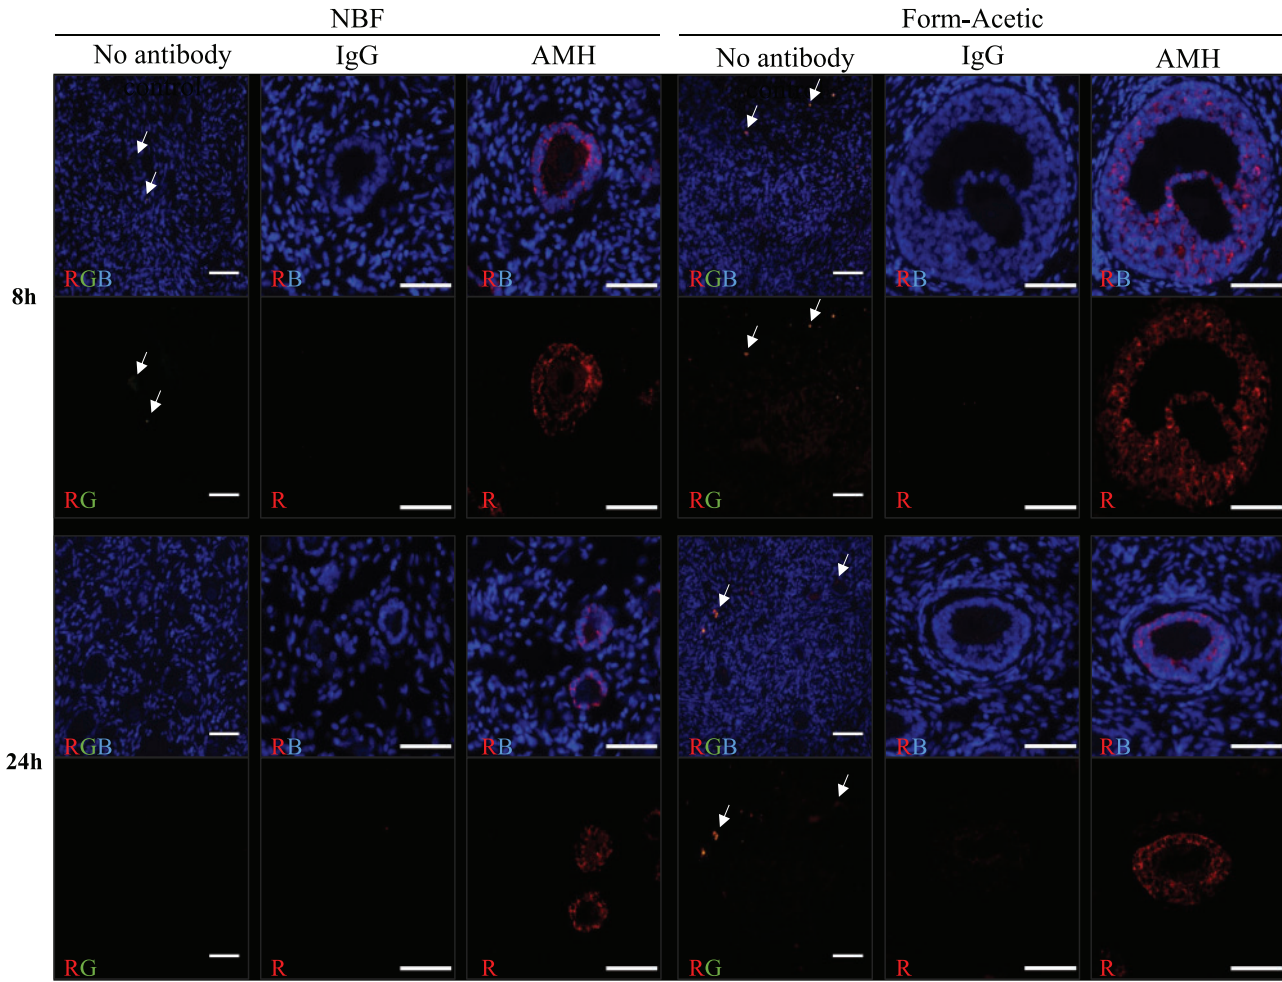 NBF Form-Acetic
No antibody IgG AMH No antibody IgG AMH
control
RGB RB RB RGB RB RB
8h
RG R R RG R R
RGB RB RB RGB RB RB
24h
RG R R RG R R